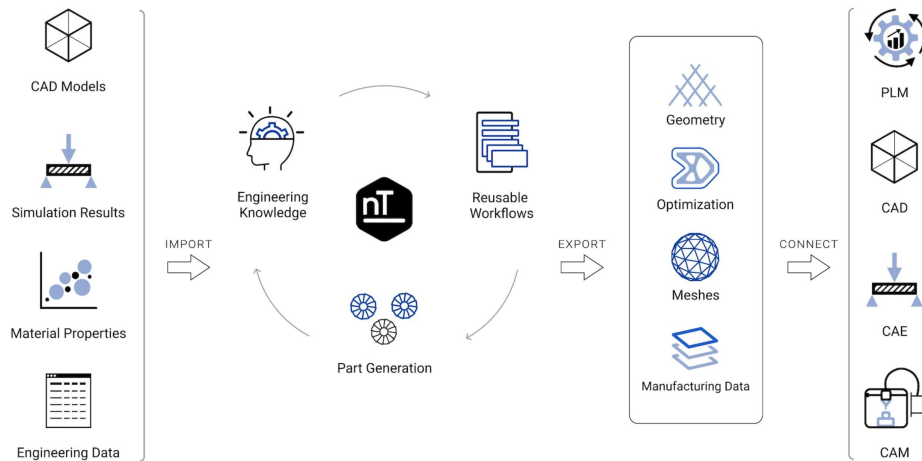 CAD Models
Simulation Results
Material Properties
Engineering Data
IMPORT
Engineering
Knowledge
nT
Reusable
Workflows
Part Generation
EXPORT
Geometry
Optimization
Meshes
Manufacturing Data
CONNECT
PLM
CAD
CAE
CAM